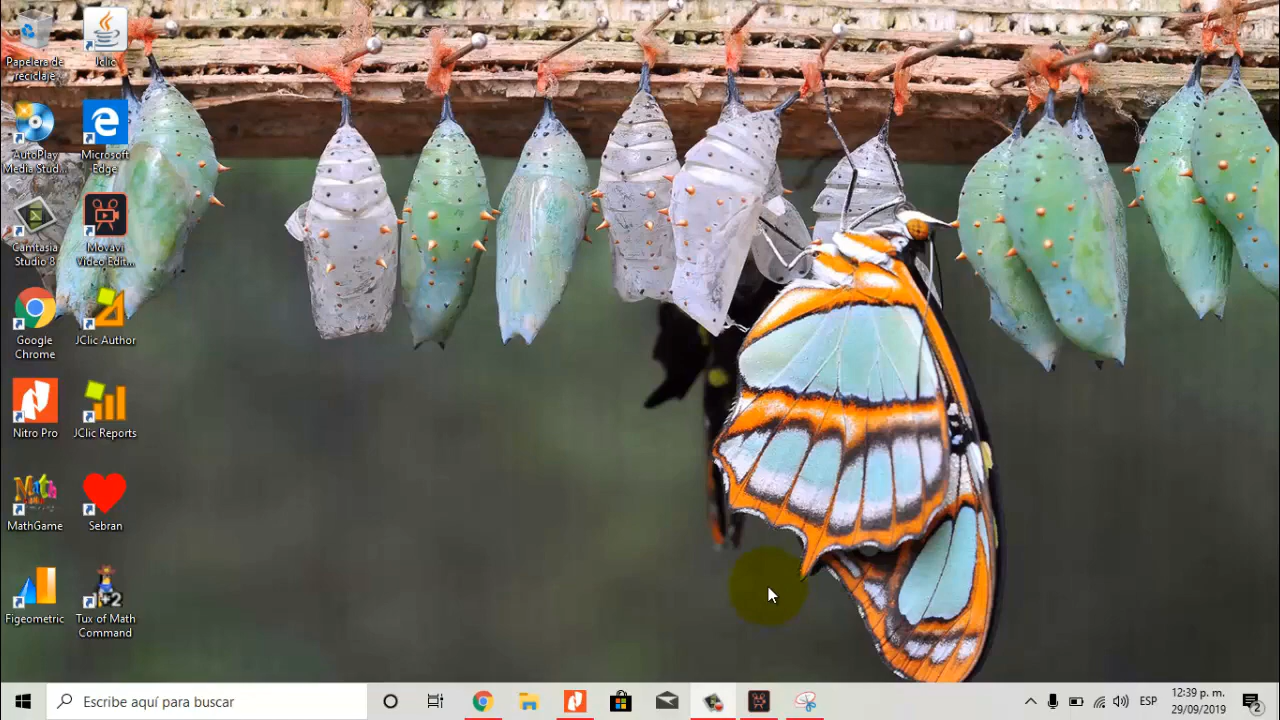 Papelera de
reciclaje
Jclic
AutoPlay
Media Stud...
Microsoft
Edge
Camtasia
Studio 8
Movavi
Video Edit...
Google
Chrome
JClic Author
Nitro Pro
JClic Reports
MathGame
Sebran
Figeometric
Tux of Math
Command
Escribe aquí para buscar
ESP
12:39 p. m.
29/09/2019
2